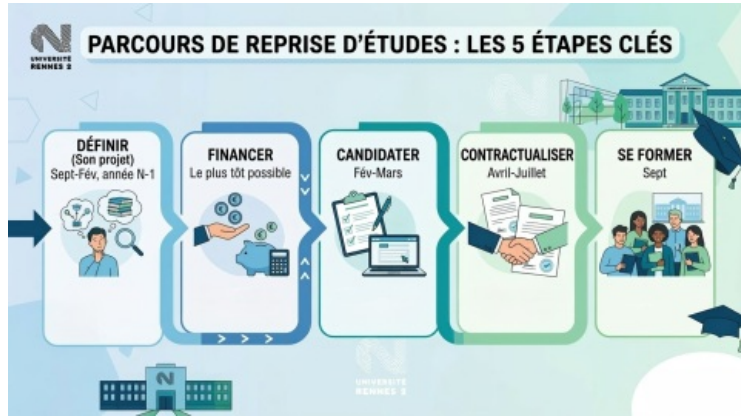 UNIVERSITÉ
RENNES 2
PARCOURS DE REPRISE D'ÉTUDES : LES 5 ÉTAPES CLÉS
DÉFINIR
(Son projet)
Sept-Fév, année N-1
FINANCER
Le plus tôt possible
CANDIDATER
Fév-Mars
CONTRACTUALISER
Avril-Juillet
SE FORMER
Sept
UNIVERSITÉ
RENNES 2